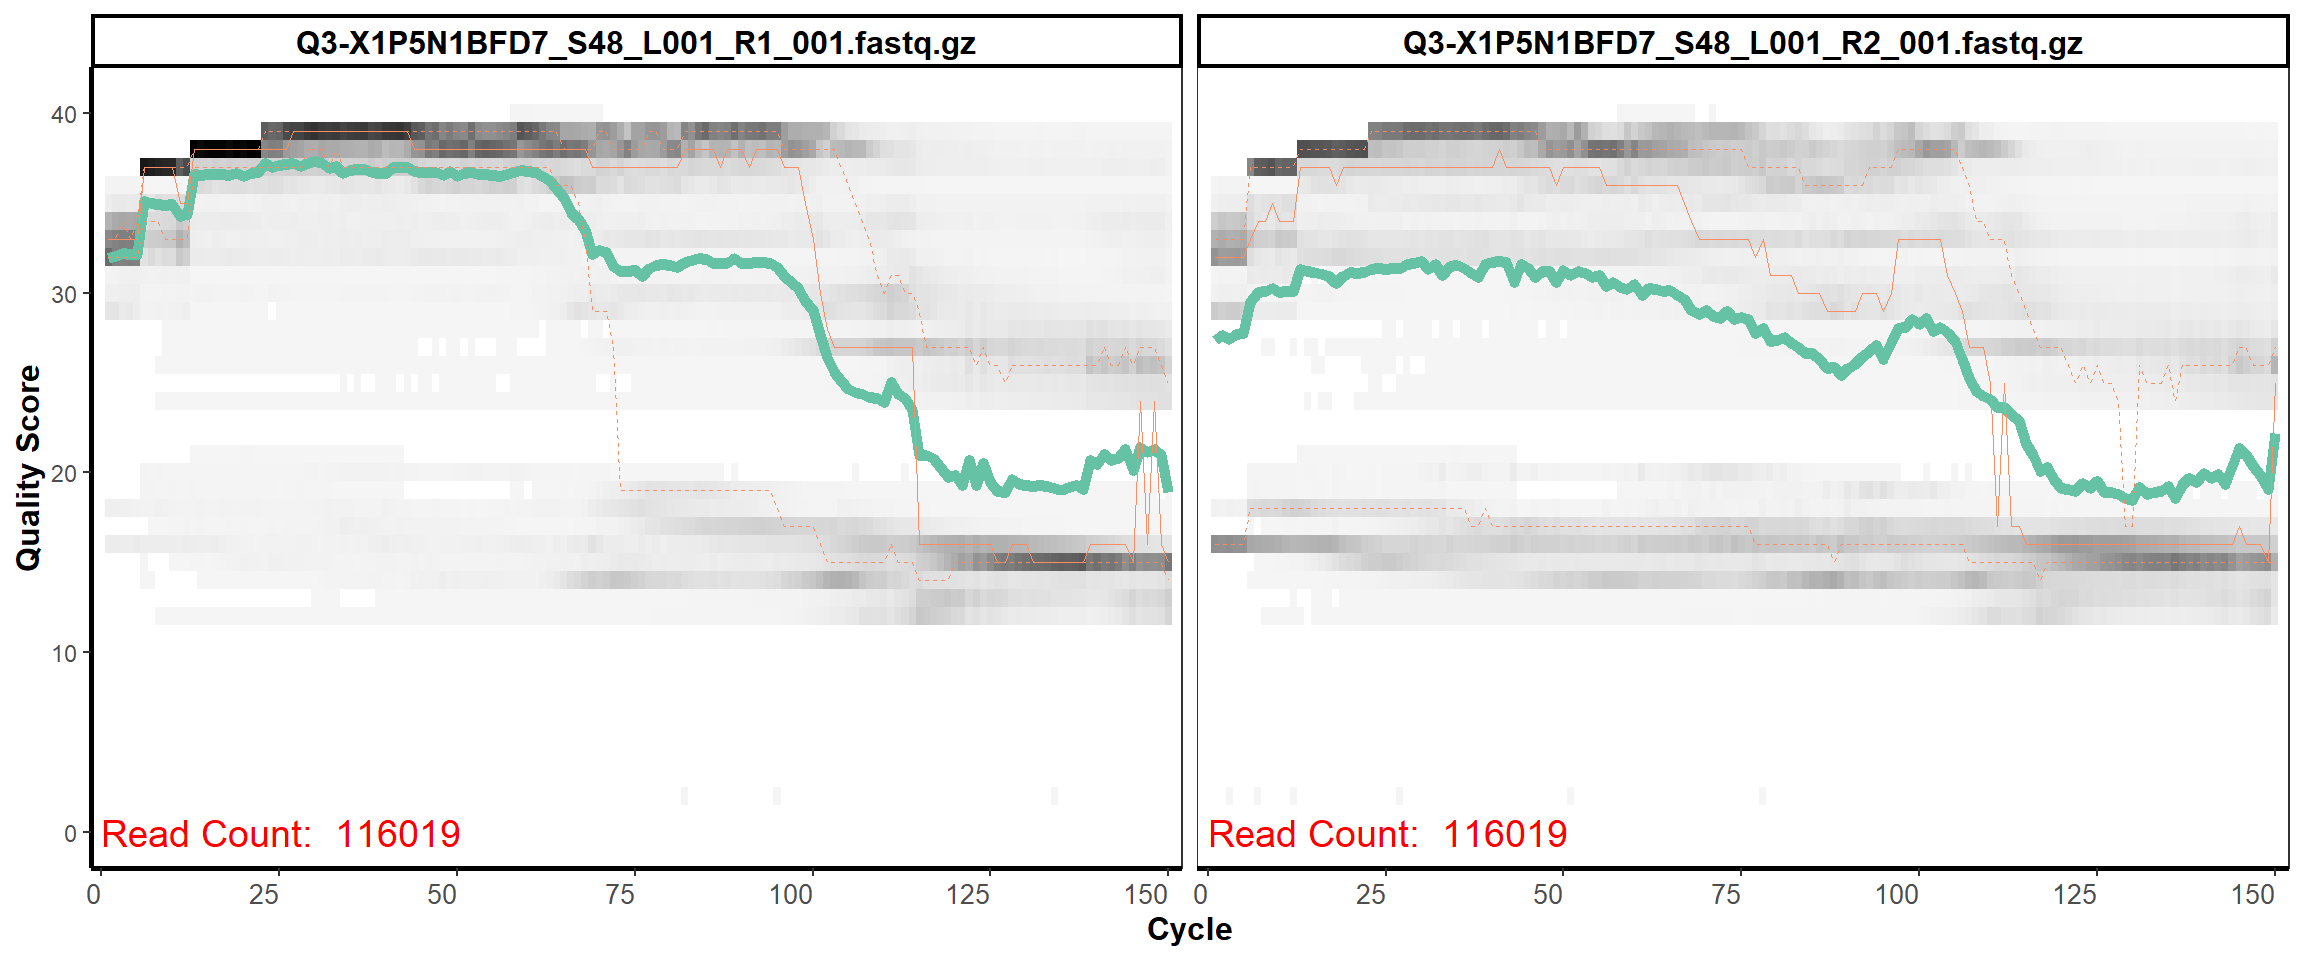 Q3-X1P5N1BFD7_S48_L001_R1_001.fastq.gz
Q3-X1P5N1BFD7_S48_L001_R2_001.fastq.gz
Quality Score
40
30
20
10
0
Read Count: 116019
Read Count: 116019
0 25 50 75 100 125 150
0 25 50 75 100 125 150
Cycle